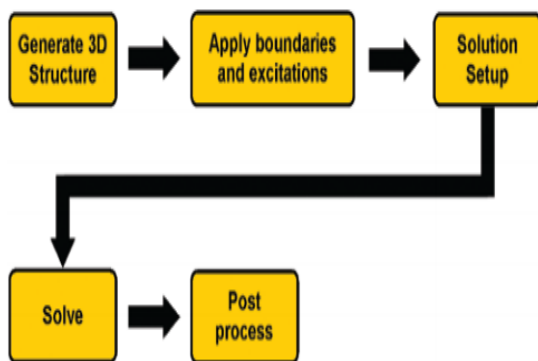 Generate 3D
Structure
Apply boundaries
and excitations
Solution
Setup
Solve
Post
process